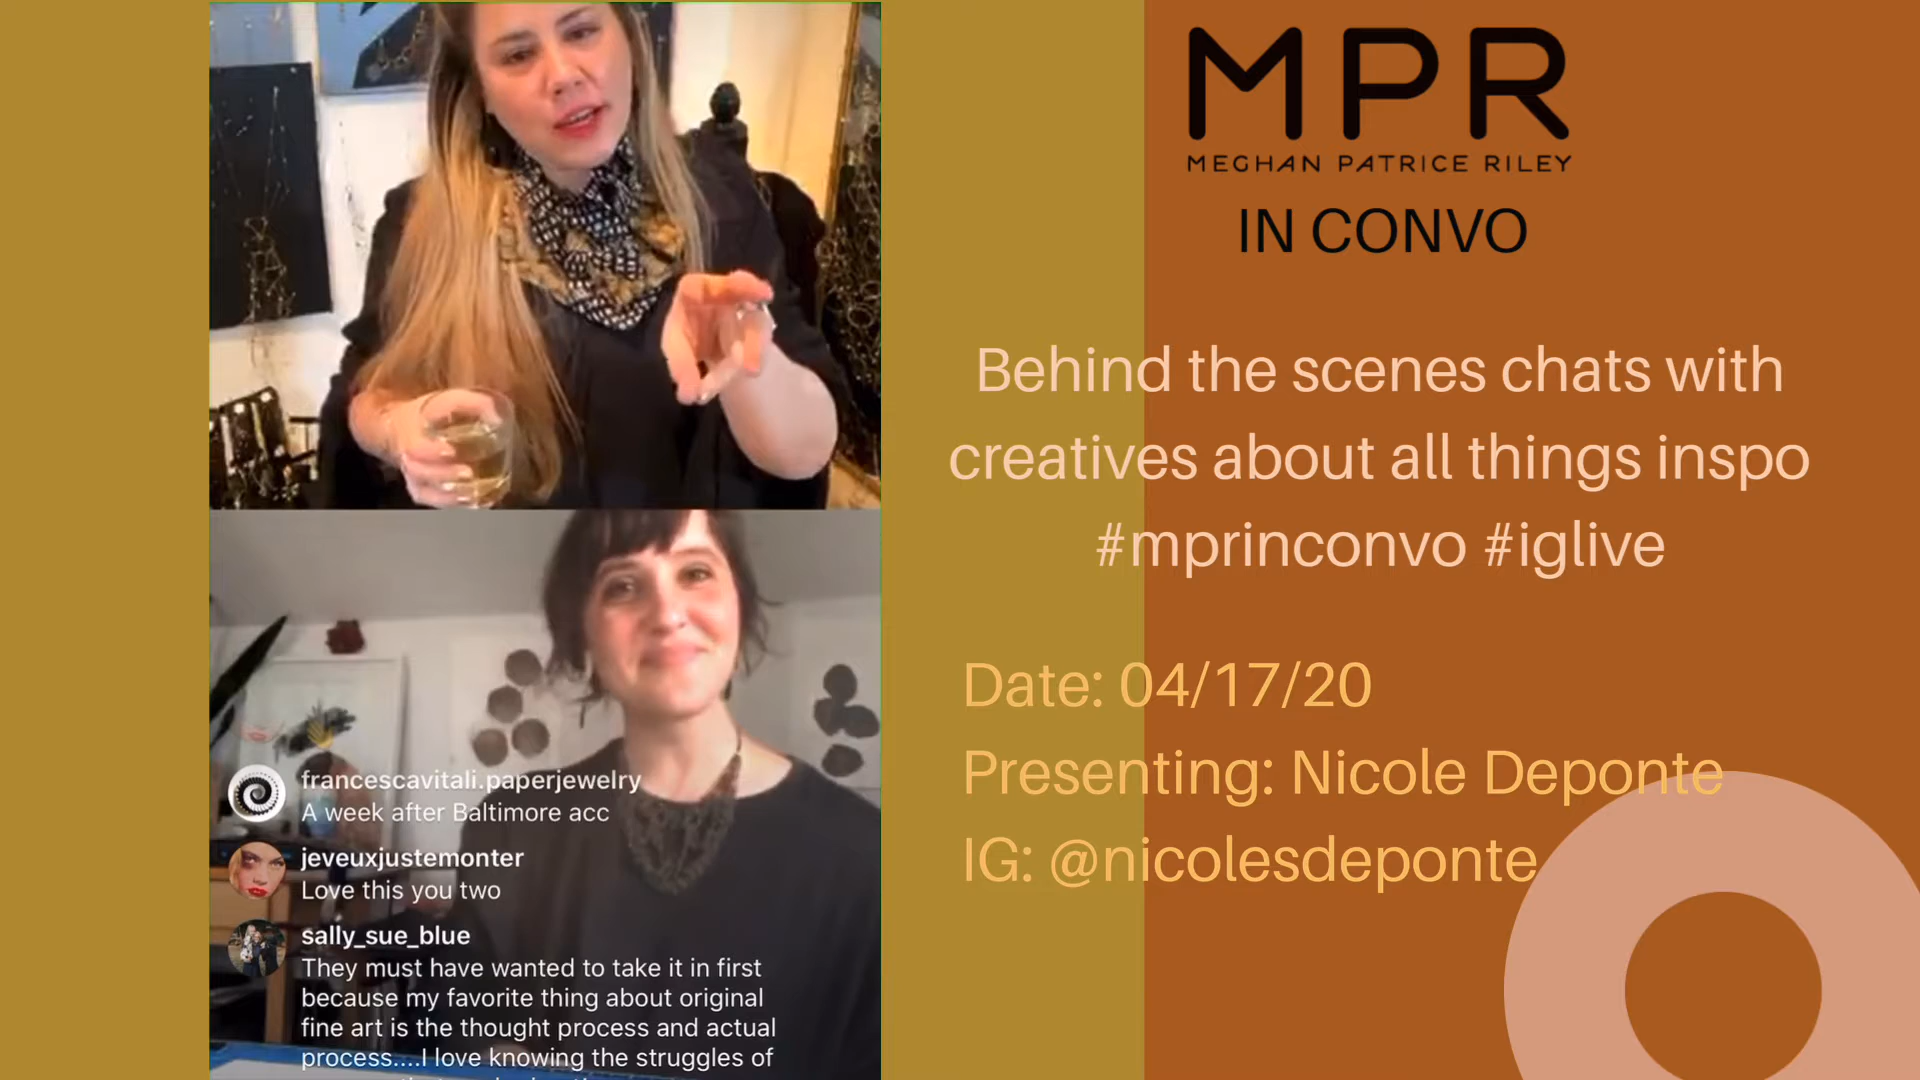 MPR
MEGHAN PATRICE RILEY
IN CONVO
Behind the scenes chats with
creatives about all things inspo
#mprinconvo #iglive
Date: 04/17/20
Presenting: Nicole Deponte
IG: @nicolesdeponte
francescavitali.paperjewelry
A week after Baltimore acc
jeveuxjustemonter
Love this you two
sally_sue_blue
They must have wanted to take it in first
because my favorite thing about original
fine art is the thought process and actual
process....I love knowing the struggles of